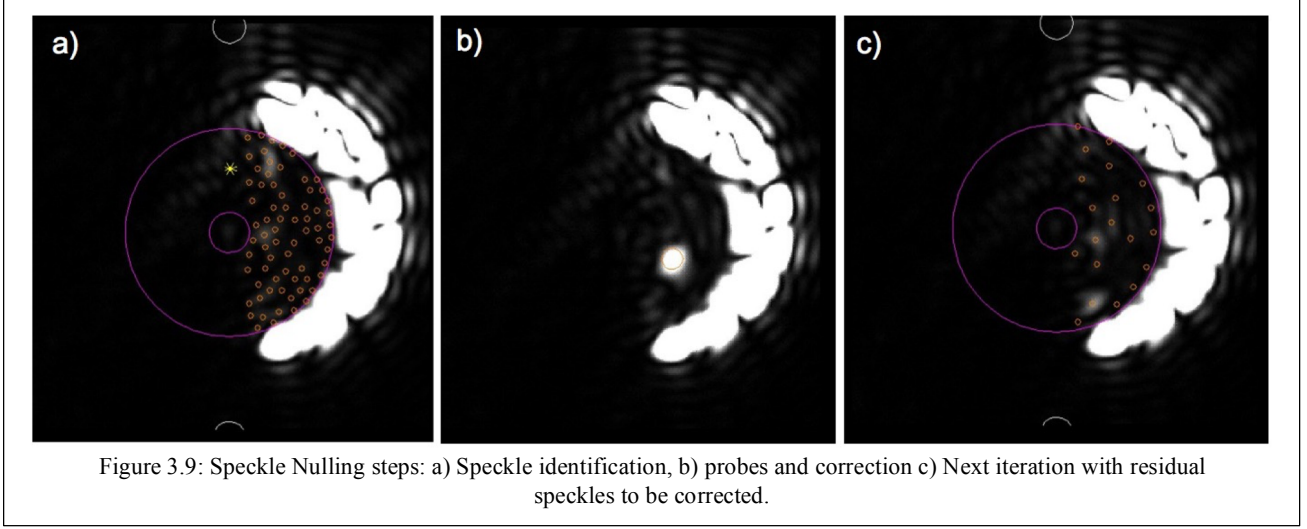 a)
b)
c)
Figure 3.9: Speckle Nulling steps: a) Speckle identification, b) probes and correction c) Next iteration with residual
speckles to be corrected.